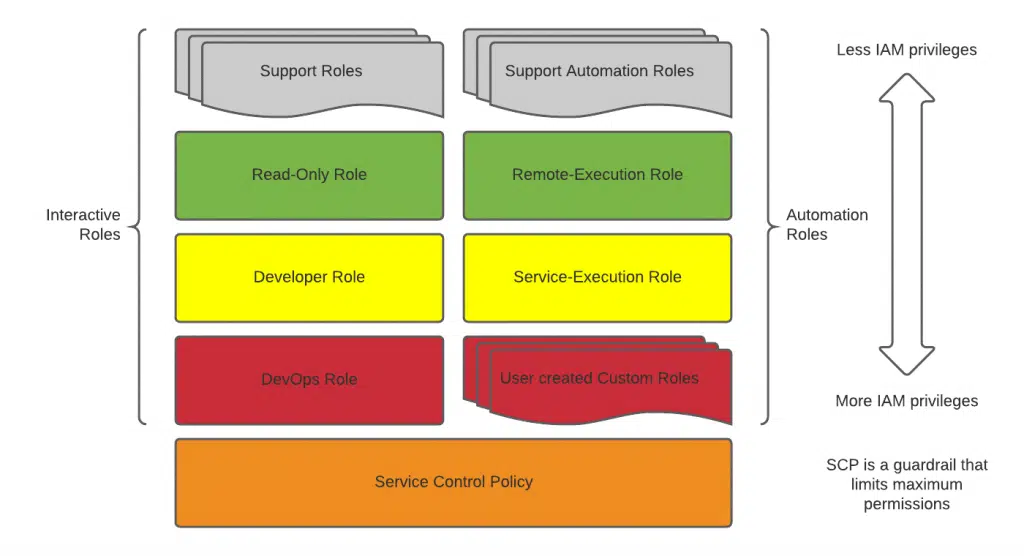 Support Roles
Support Automation Roles
Less IAM privileges
Read-Only Role
Remote-Execution Role
Interactive
Roles
Automation
Roles
Developer Role
Service-Execution Role
DevOps Role
User created Custom Roles
More IAM privileges
Service Control Policy
SCP is a guardrail that
limits maximum
permissions